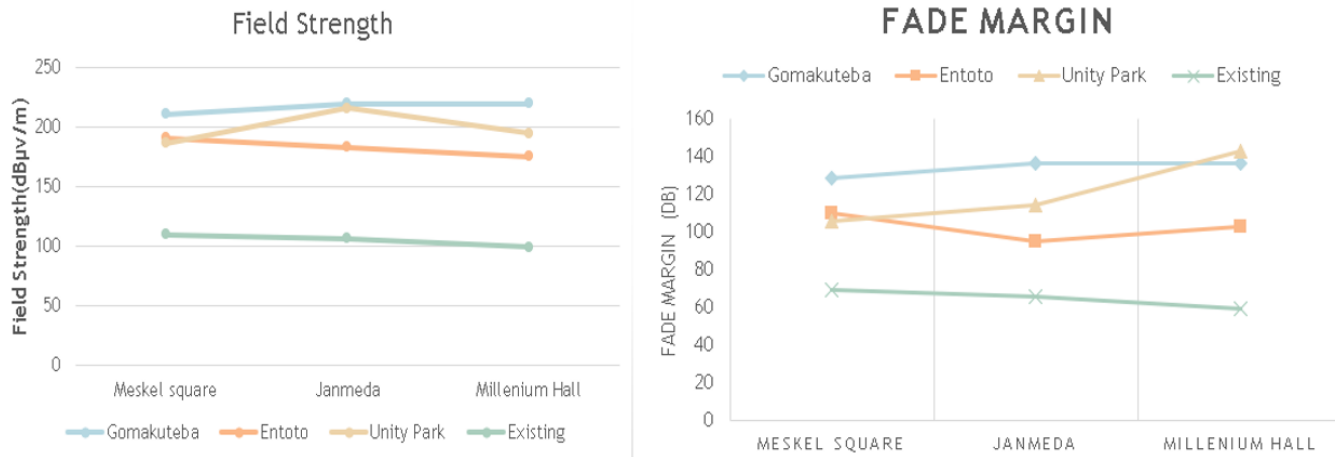 Field Strength
Field Strength(dBμv/m)
250
200
150
100
50
0
Meskel square Janmeda Millenium Hall
Gomakuteba Entoto Unity Park Existing
FADE MARGIN
Gomakuteba Entoto Unity Park Existing
FADE MARGIN (DB)
160
140
120
100
80
60
40
20
0
MESKEL SQUARE JANMEDA MILLENIUM HALL